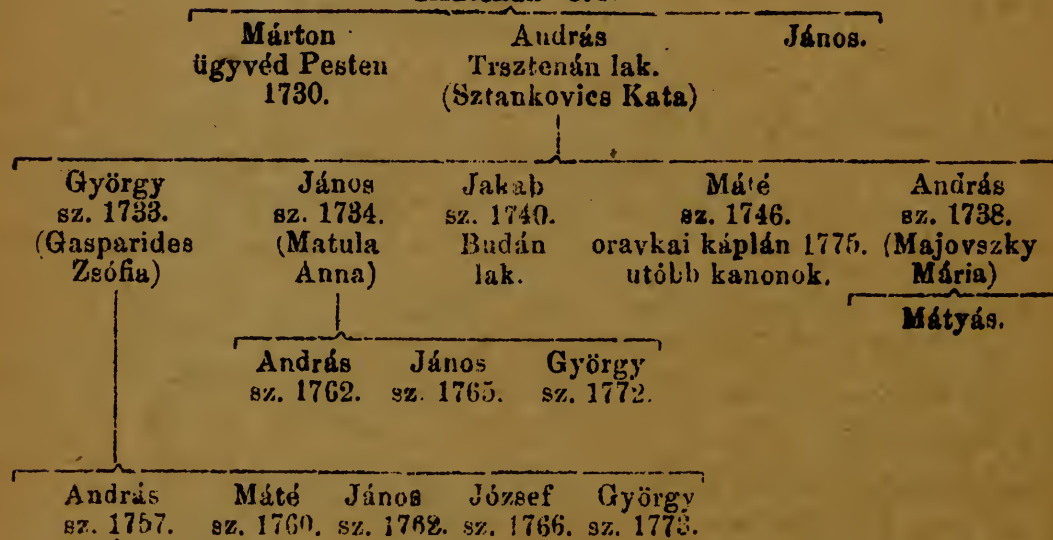 Márton András János.
ügyvéd Pesten Trsztenán lak.
1730. (Sztankovics Kata)
György János Jakab Máté András
sz. 1733. sz. 1734. sz. 1740. sz. 1746. sz. 1738.
(Gasparides (Matula Budán oravkai káplán 1775. (Majovszky
Zsófia) Anna) lak. utóbb kanonok. Mária)
Mátyás.
András János György
sz. 1762. sz. 1765. sz. 1772.
András Máté János József György
sz. 1757. sz. 1760. sz. 1762. sz. 1766. sz. 1773.